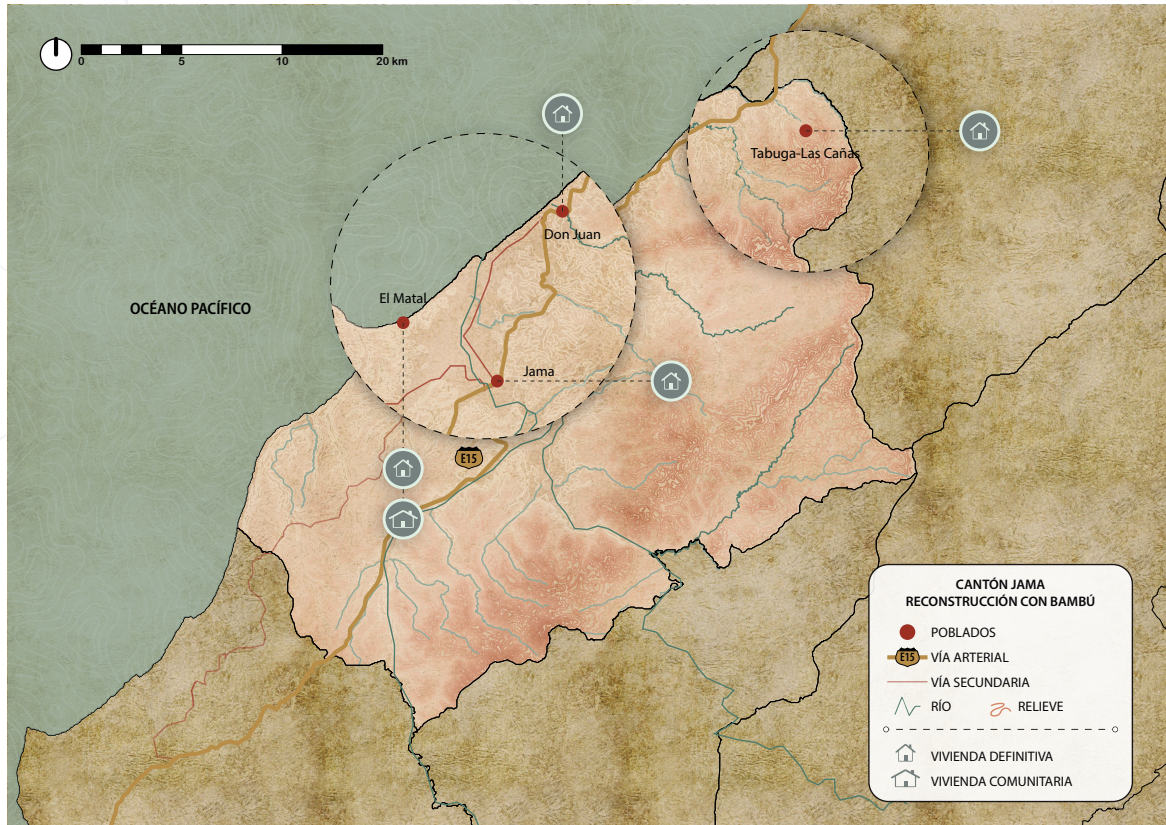 0 5 10 20 km
Tabuga-Las Cañas
Don Juan
El Matal
OCÉANO PACÍFICO
Jama
E15
CANTÓN JAMA
RECONSTRUCCIÓN CON BAMBÚ
POBLADOS
E15 VÍA ARTERIAL
VÍA SECUNDARIA
RÍO RELIEVE
VIVIENDA DEFINITIVA
VIVIENDA COMUNITARIA